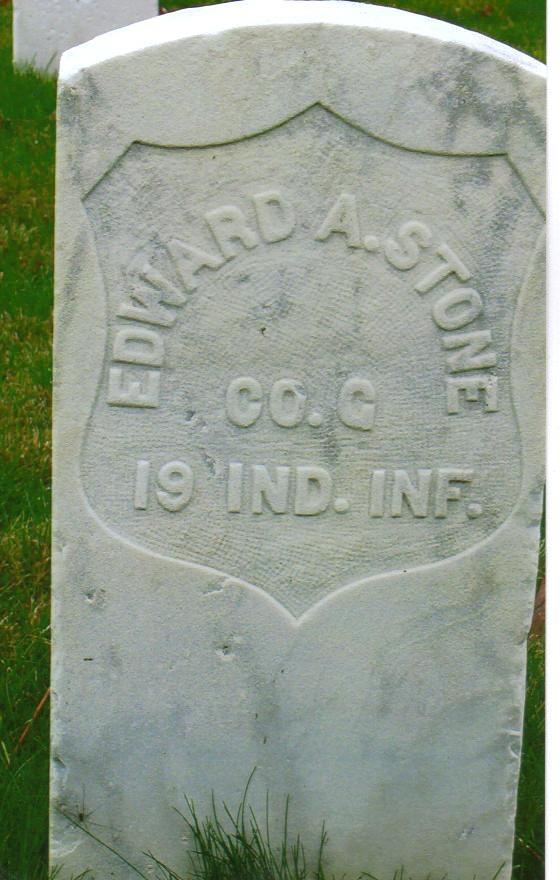 EDWARD A. STONE
CO. G
19 IND. INF.